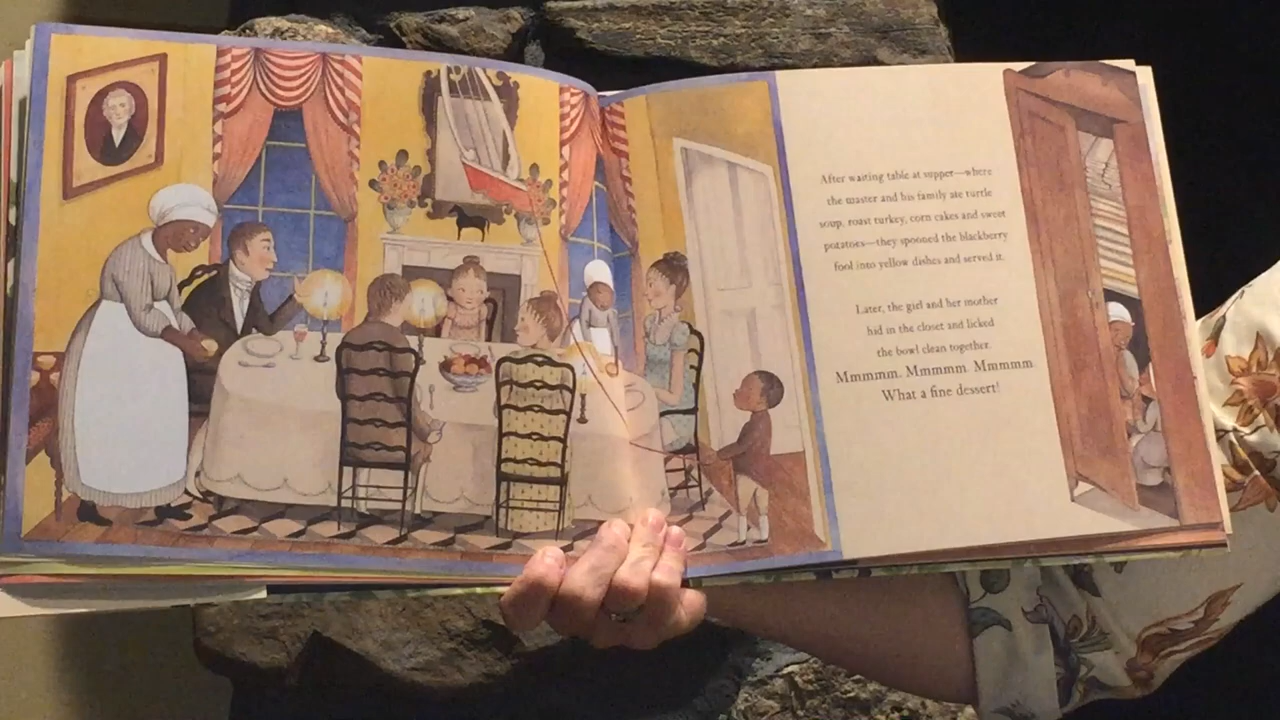 After waiting table at supper—where
the master and his family ate turtle
soup, roast turkey, corn cakes and sweet
potatoes—they spooned the blackberry
fool into yellow dishes and served it.
Later, the girl and her mother
hid in the closet and licked
the bowl clean together.
Mmmmm. Mmmmm. Mmmmm.
What a fine dessert!